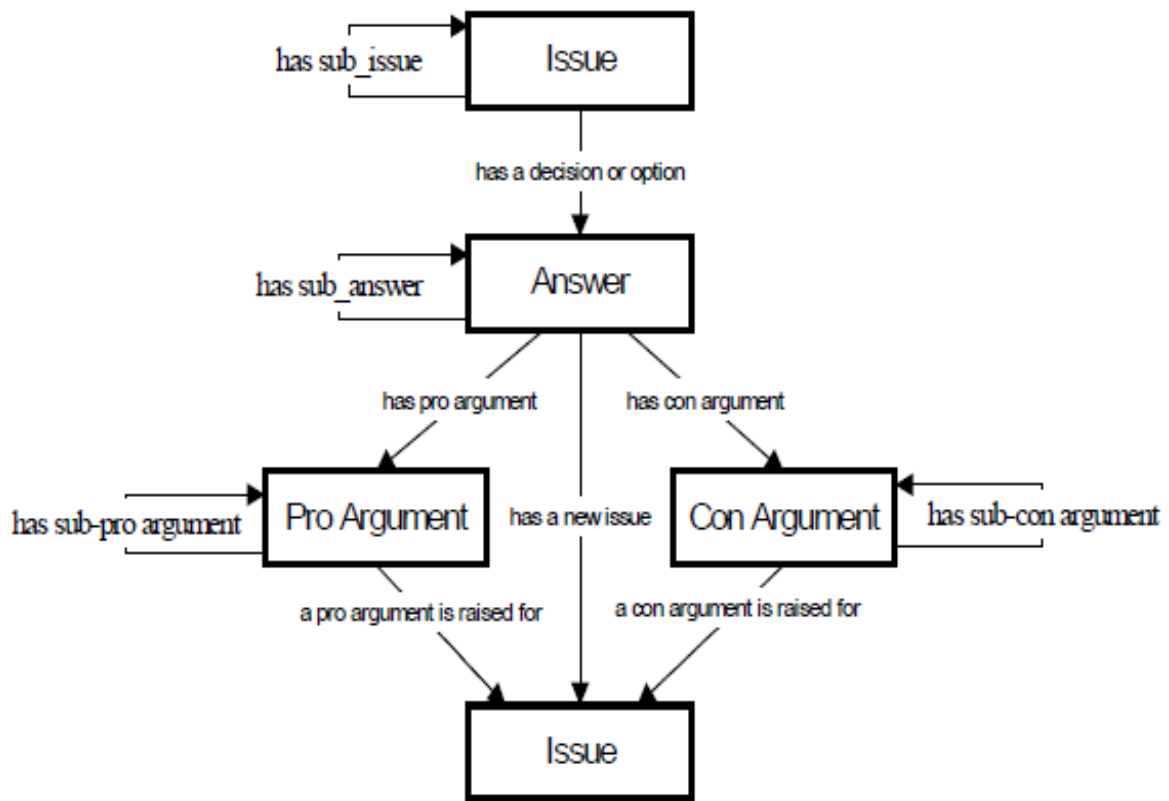 Issue
has sub_issue
has a decision or option
Answer
has sub_answer
has pro argument
has con argument
Pro Argument
has sub-pro argument
has a new issue
Con Argument
has sub-con argument
a pro argument is raised for
a con argument is raised for
Issue